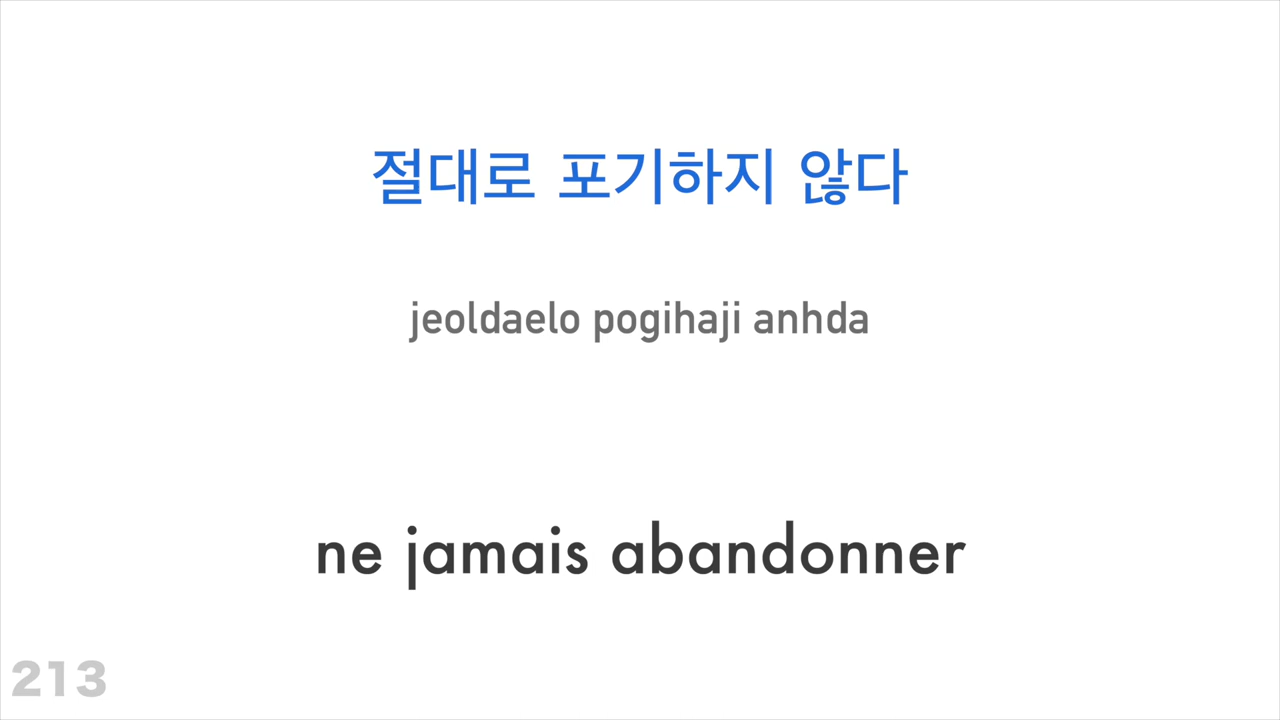 절대로 포기하지 않다
jeoldaelo pogihaji anhda
ne jamais abandonner
213